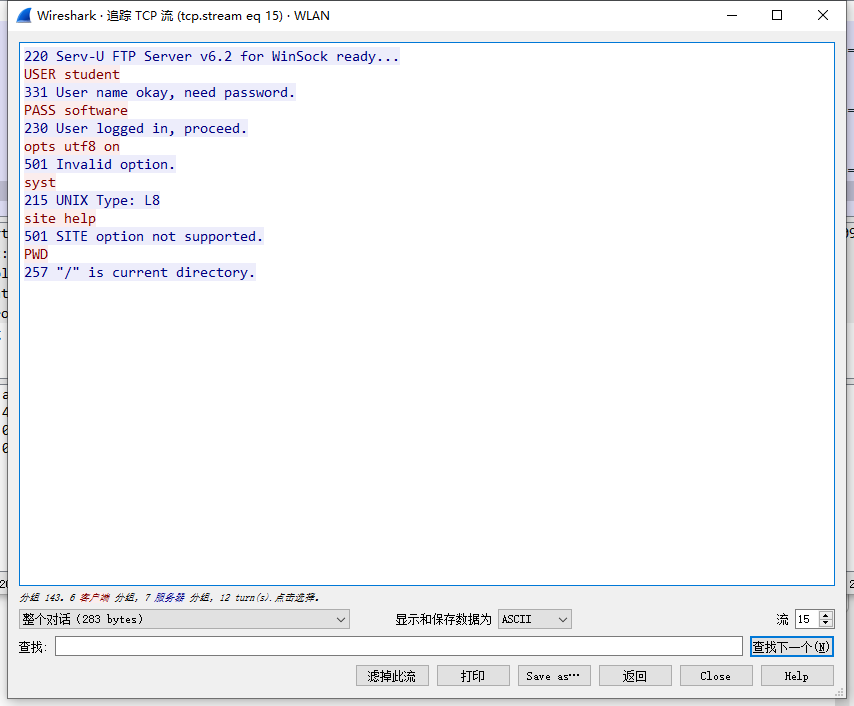 Wireshark · 追踪 TCP 流 (tcp.stream eq 15) · WLAN
220 Serv-U FTP Server v6.2 for WinSock ready...
USER student
331 User name okay, need password.
PASS software
230 User logged in, proceed.
opts utf8 on
501 Invalid option.
syst
215 UNIX Type: L8
site help
501 SITE option not supported.
PWD
257 "/" is current directory.
分组 143。6 客户端 分组, 7 服务器 分组, 12 turn(s).点击选择。
整个对话 (283 bytes)
显示和保存数据为 ASCII
流 15
查找:
查找下一个(N)
滤掉此流 打印 Save as… 返回 Close Help